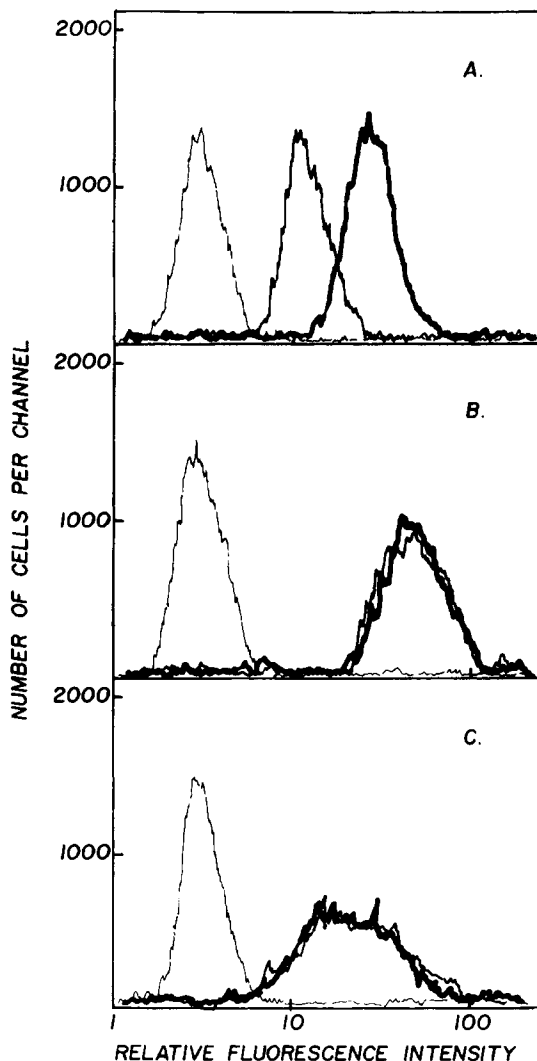 2000
A.
1000
2000
B.
1000
2000
C.
1000
1 10 100
NUMBER OF CELLS PER CHANNEL
RELATIVE FLUORESCENCE INTENSITY